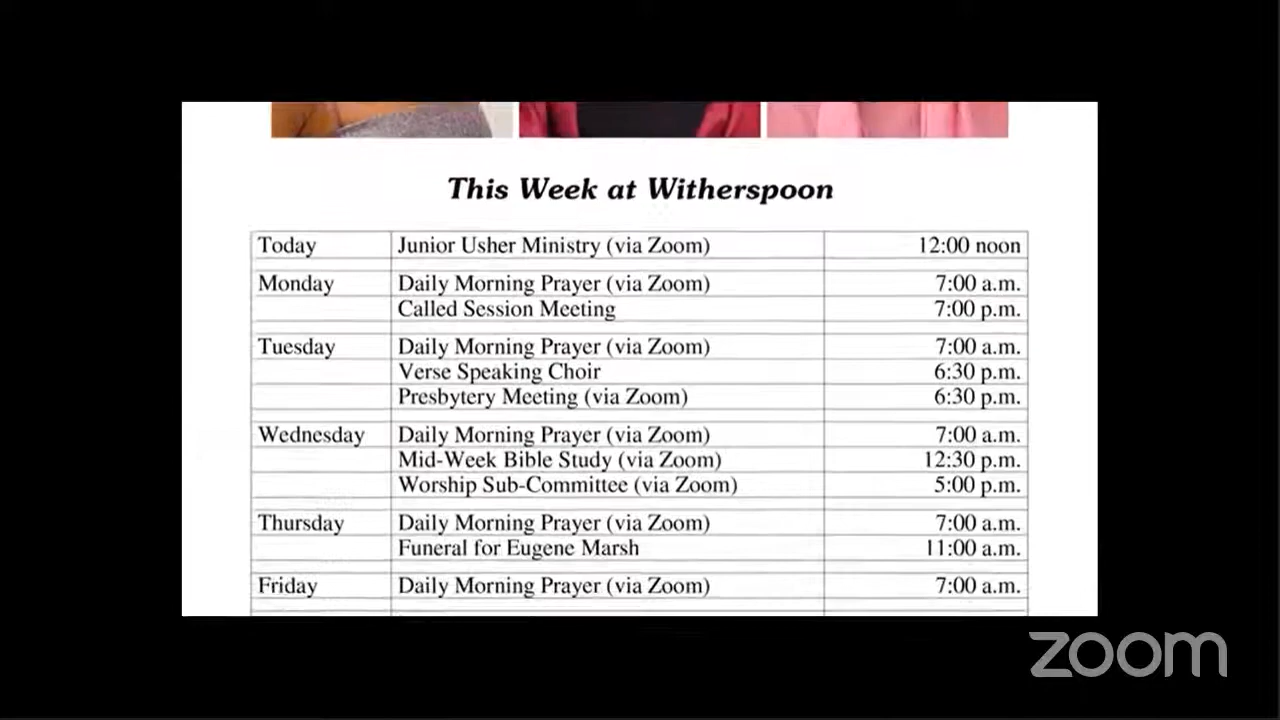 This Week at Witherspoon
Today Junior Usher Ministry (via Zoom) 12:00 noon
Monday Daily Morning Prayer (via Zoom) 7:00 a.m.
Called Session Meeting 7:00 p.m.
Tuesday Daily Morning Prayer (via Zoom) 7:00 a.m.
Verse Speaking Choir 6:30 p.m.
Presbytery Meeting (via Zoom) 6:30 p.m.
Wednesday Daily Morning Prayer (via Zoom) 7:00 a.m.
Mid-Week Bible Study (via Zoom) 12:30 p.m.
Worship Sub-Committee (via Zoom) 5:00 p.m.
Thursday Daily Morning Prayer (via Zoom) 7:00 a.m.
Funeral for Eugene Marsh 11:00 a.m.
Friday Daily Morning Prayer (via Zoom) 7:00 a.m.
zoom